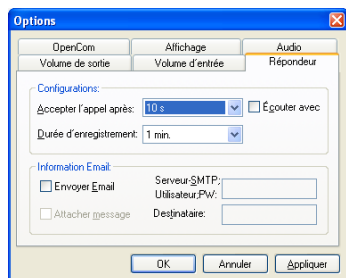 Options
OpenCom Affichage Audio
Volume de sortie Volume d'entrée Répondeur
Configurations:
Accepter l'appel après: 10 s Écouter avec
Durée d'enregistrement: 1 min.
Information Email:
Envoyer Email Serveur-SMTP;
Utilisateur;PW:
Attacher message Destinataire:
OK Annuler Appliquer